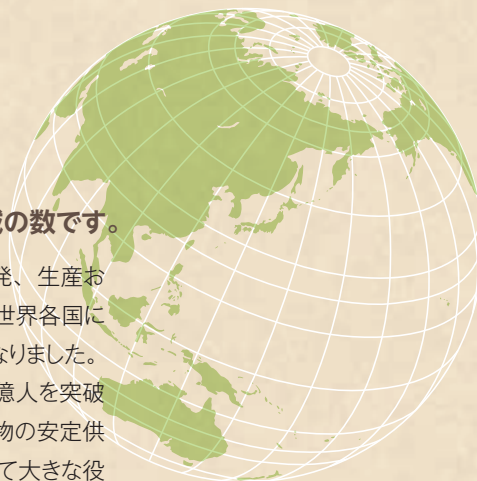 の数です。
発、生産お
世界各国に
なりました。
億人を突破
物の安定供
て大きな役